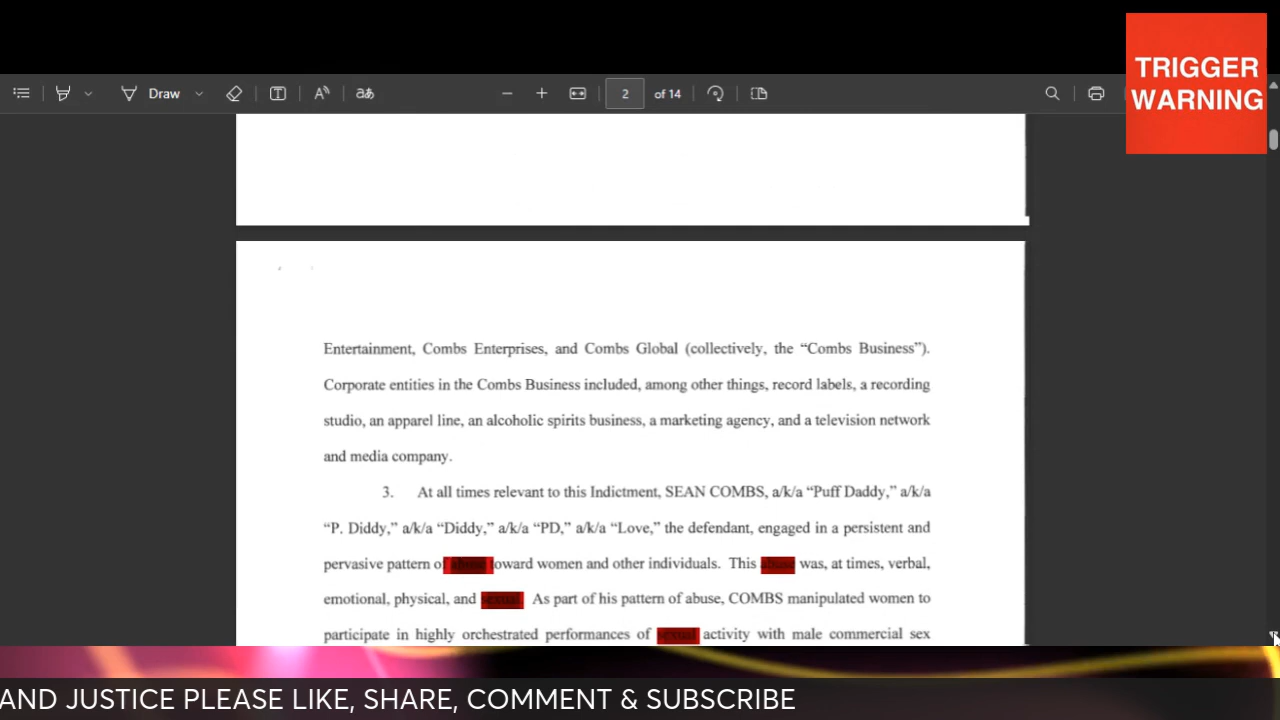 TRIGGER
WARNING
Draw
2 of 14
Entertainment, Combs Enterprises, and Combs Global (collectively, the “Combs Business”).
Corporate entities in the Combs Business included, among other things, record labels, a recording
studio, an apparel line, an alcoholic spirits business, a marketing agency, and a television network
and media company.
3. At all times relevant to this Indictment, SEAN COMBS, a/k/a “Puff Daddy,” a/k/a
“P. Diddy,” a/k/a “Diddy,” a/k/a “PD,” a/k/a “Love,” the defendant, engaged in a persistent and
pervasive pattern of abuse toward women and other individuals. This abuse was, at times, verbal,
emotional, physical, and sexual. As part of his pattern of abuse, COMBS manipulated women to
participate in highly orchestrated performances of sexual activity with male commercial sex
AND JUSTICE PLEASE LIKE, SHARE, COMMENT & SUBSCRIBE